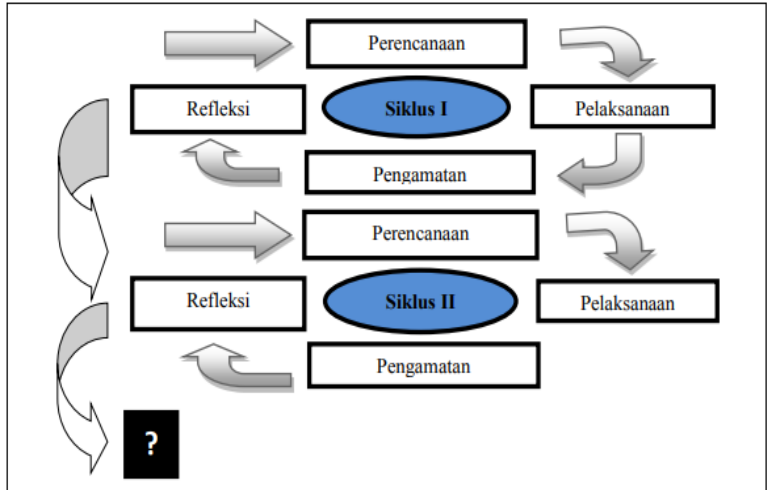 Perencanaan
Refleksi
Siklus I
Pelaksanaan
Pengamatan
Perencanaan
Refleksi
Siklus II
Pelaksanaan
Pengamatan
?